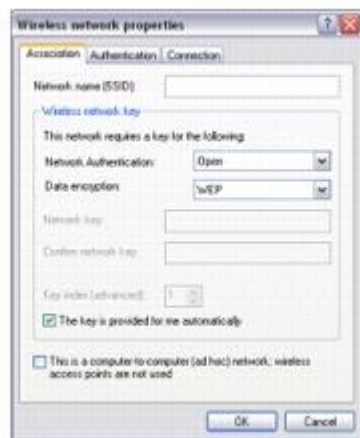 Wireless network properties
Association Authentication Connection
Network name (SSID):
Wireless network key
This network requires a key for the following:
Network Authentication: Open
Data encryption: WEP
Network key:
Confirm network key:
Key index (advanced): 1
The key is provided for me automatically
This is a computer to computer (ad hoc) network; wireless
access points are not used
OK Cancel